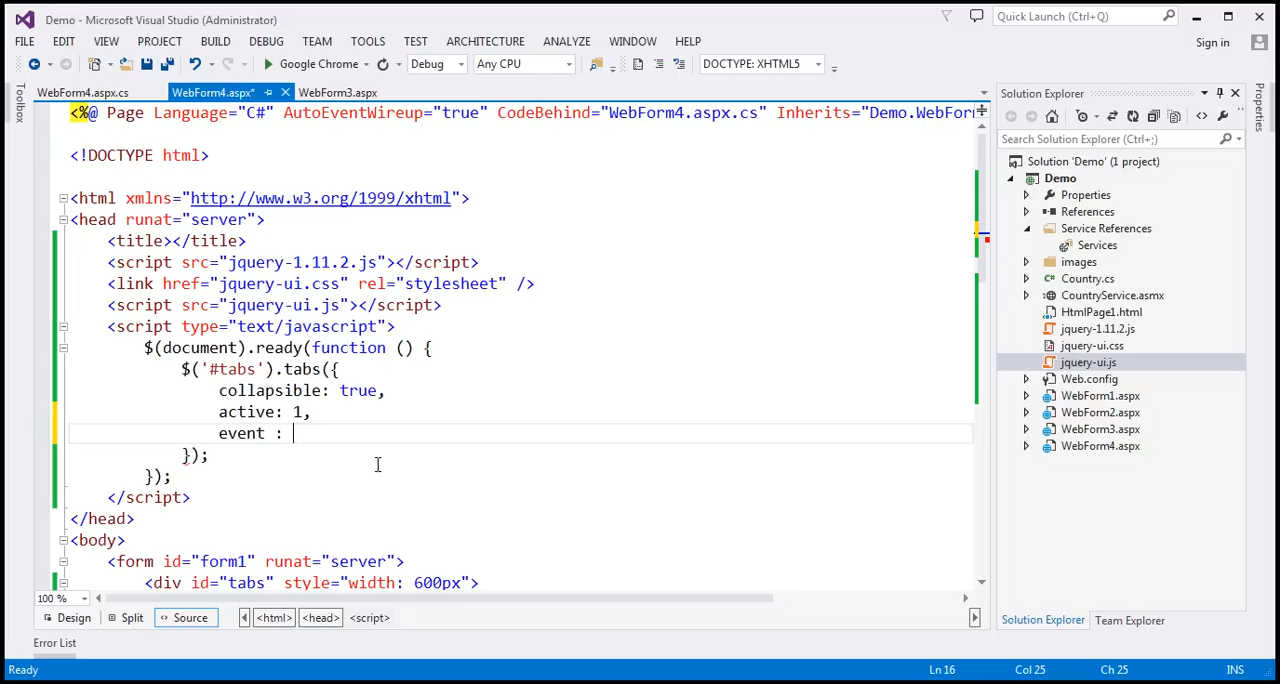 Demo - Microsoft Visual Studio (Administrator)
Quick Launch (Ctrl+Q)
FILE EDIT VIEW PROJECT BUILD DEBUG TEAM TOOLS TEST ARCHITECTURE ANALYZE WINDOW HELP
Sign in
Google Chrome Debug Any CPU DOCTYPE: XHTML5
Toolbox
WebForm4.aspx.cs WebForm4.aspx* WebForm3.aspx
<%@ Page Language="C#" AutoEventWireup="true" CodeBehind="WebForm4.aspx.cs" Inherits="Demo.WebForm
<!DOCTYPE html>
<html xmlns="http://www.w3.org/1999/xhtml">
<head runat="server">
<title></title>
<script src="jquery-1.11.2.js"></script>
<link href="jquery-ui.css" rel="stylesheet" />
<script src="jquery-ui.js"></script>
<script type="text/javascript">
$(document).ready(function () {
$('#tabs').tabs({
collapsible: true,
active: 1,
event :
});
});
</script>
</head>
<body>
<form id="form1" runat="server">
<div id="tabs" style="width: 600px">
100 %
Design Split Source <html> <head> <script>
Error List
Solution Explorer
Search Solution Explorer (Ctrl+;)
Solution 'Demo' (1 project)
Demo
Properties
References
Service References
Services
images
Country.cs
CountryService.asmx
HtmlPage1.html
jquery-1.11.2.js
jquery-ui.css
jquery-ui.js
Web.config
WebForm1.aspx
WebForm2.aspx
WebForm3.aspx
WebForm4.aspx
Solution Explorer Team Explorer
Properties
Ready Ln 16 Col 25 Ch 25 INS